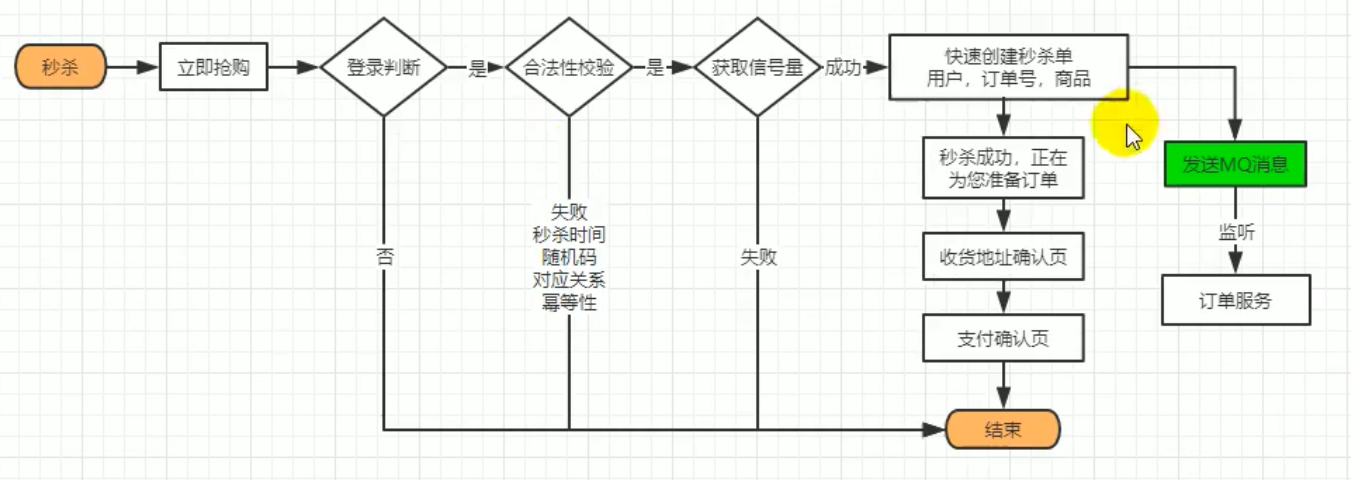 秒杀
立即抢购
登录判断
是
合法性校验
是
获取信号量
成功
快速创建秒杀单
用户，订单号，商品
秒杀成功，正在
为您准备订单
发送MQ消息
失败
秒杀时间
随机码
对应关系
幂等性
否
失败
收货地址确认页
监听
订单服务
支付确认页
结束